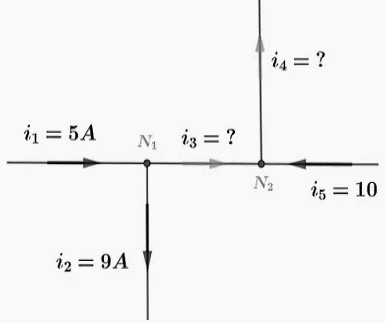 i₄ = ?
i₁ = 5A
N₁
i₃ = ?
N₂
i₅ = 10
i₂ = 9A